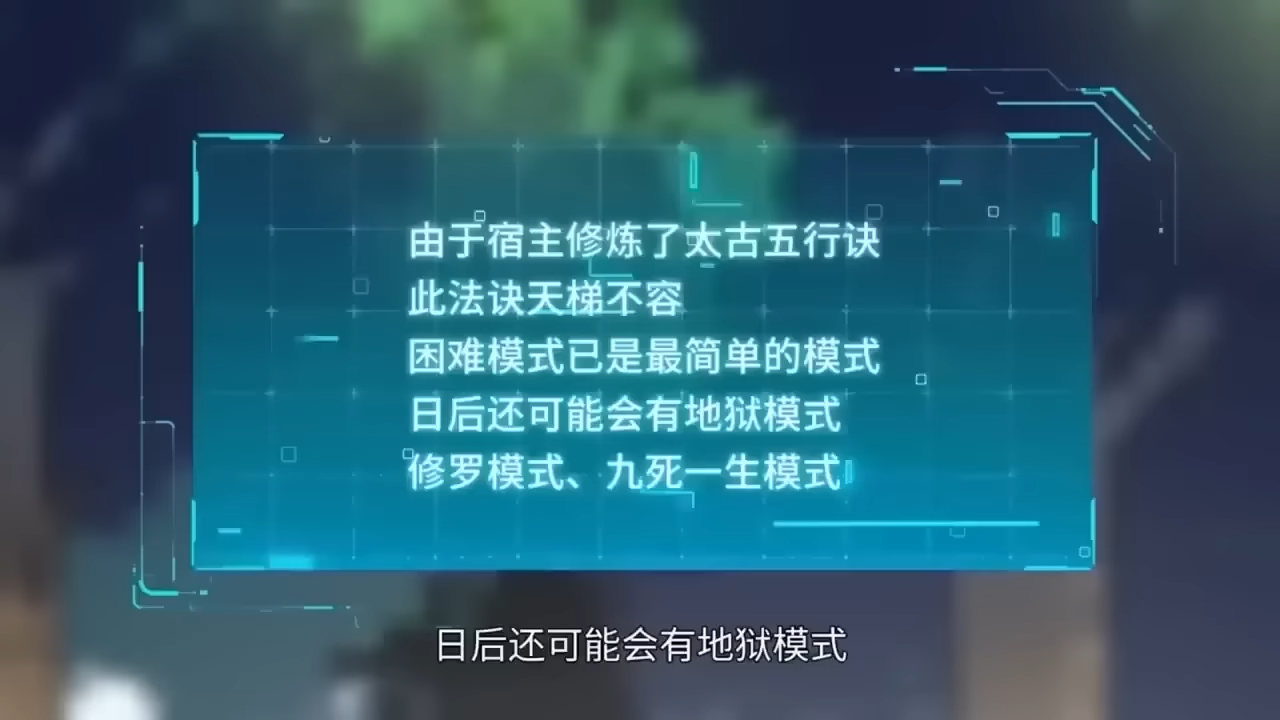 由于宿主修炼了太古五行诀
此法诀天梯不容
困难模式已是最简单的模式
日后还可能会有地狱模式
修罗模式、九死一生模式
日后还可能会有地狱模式